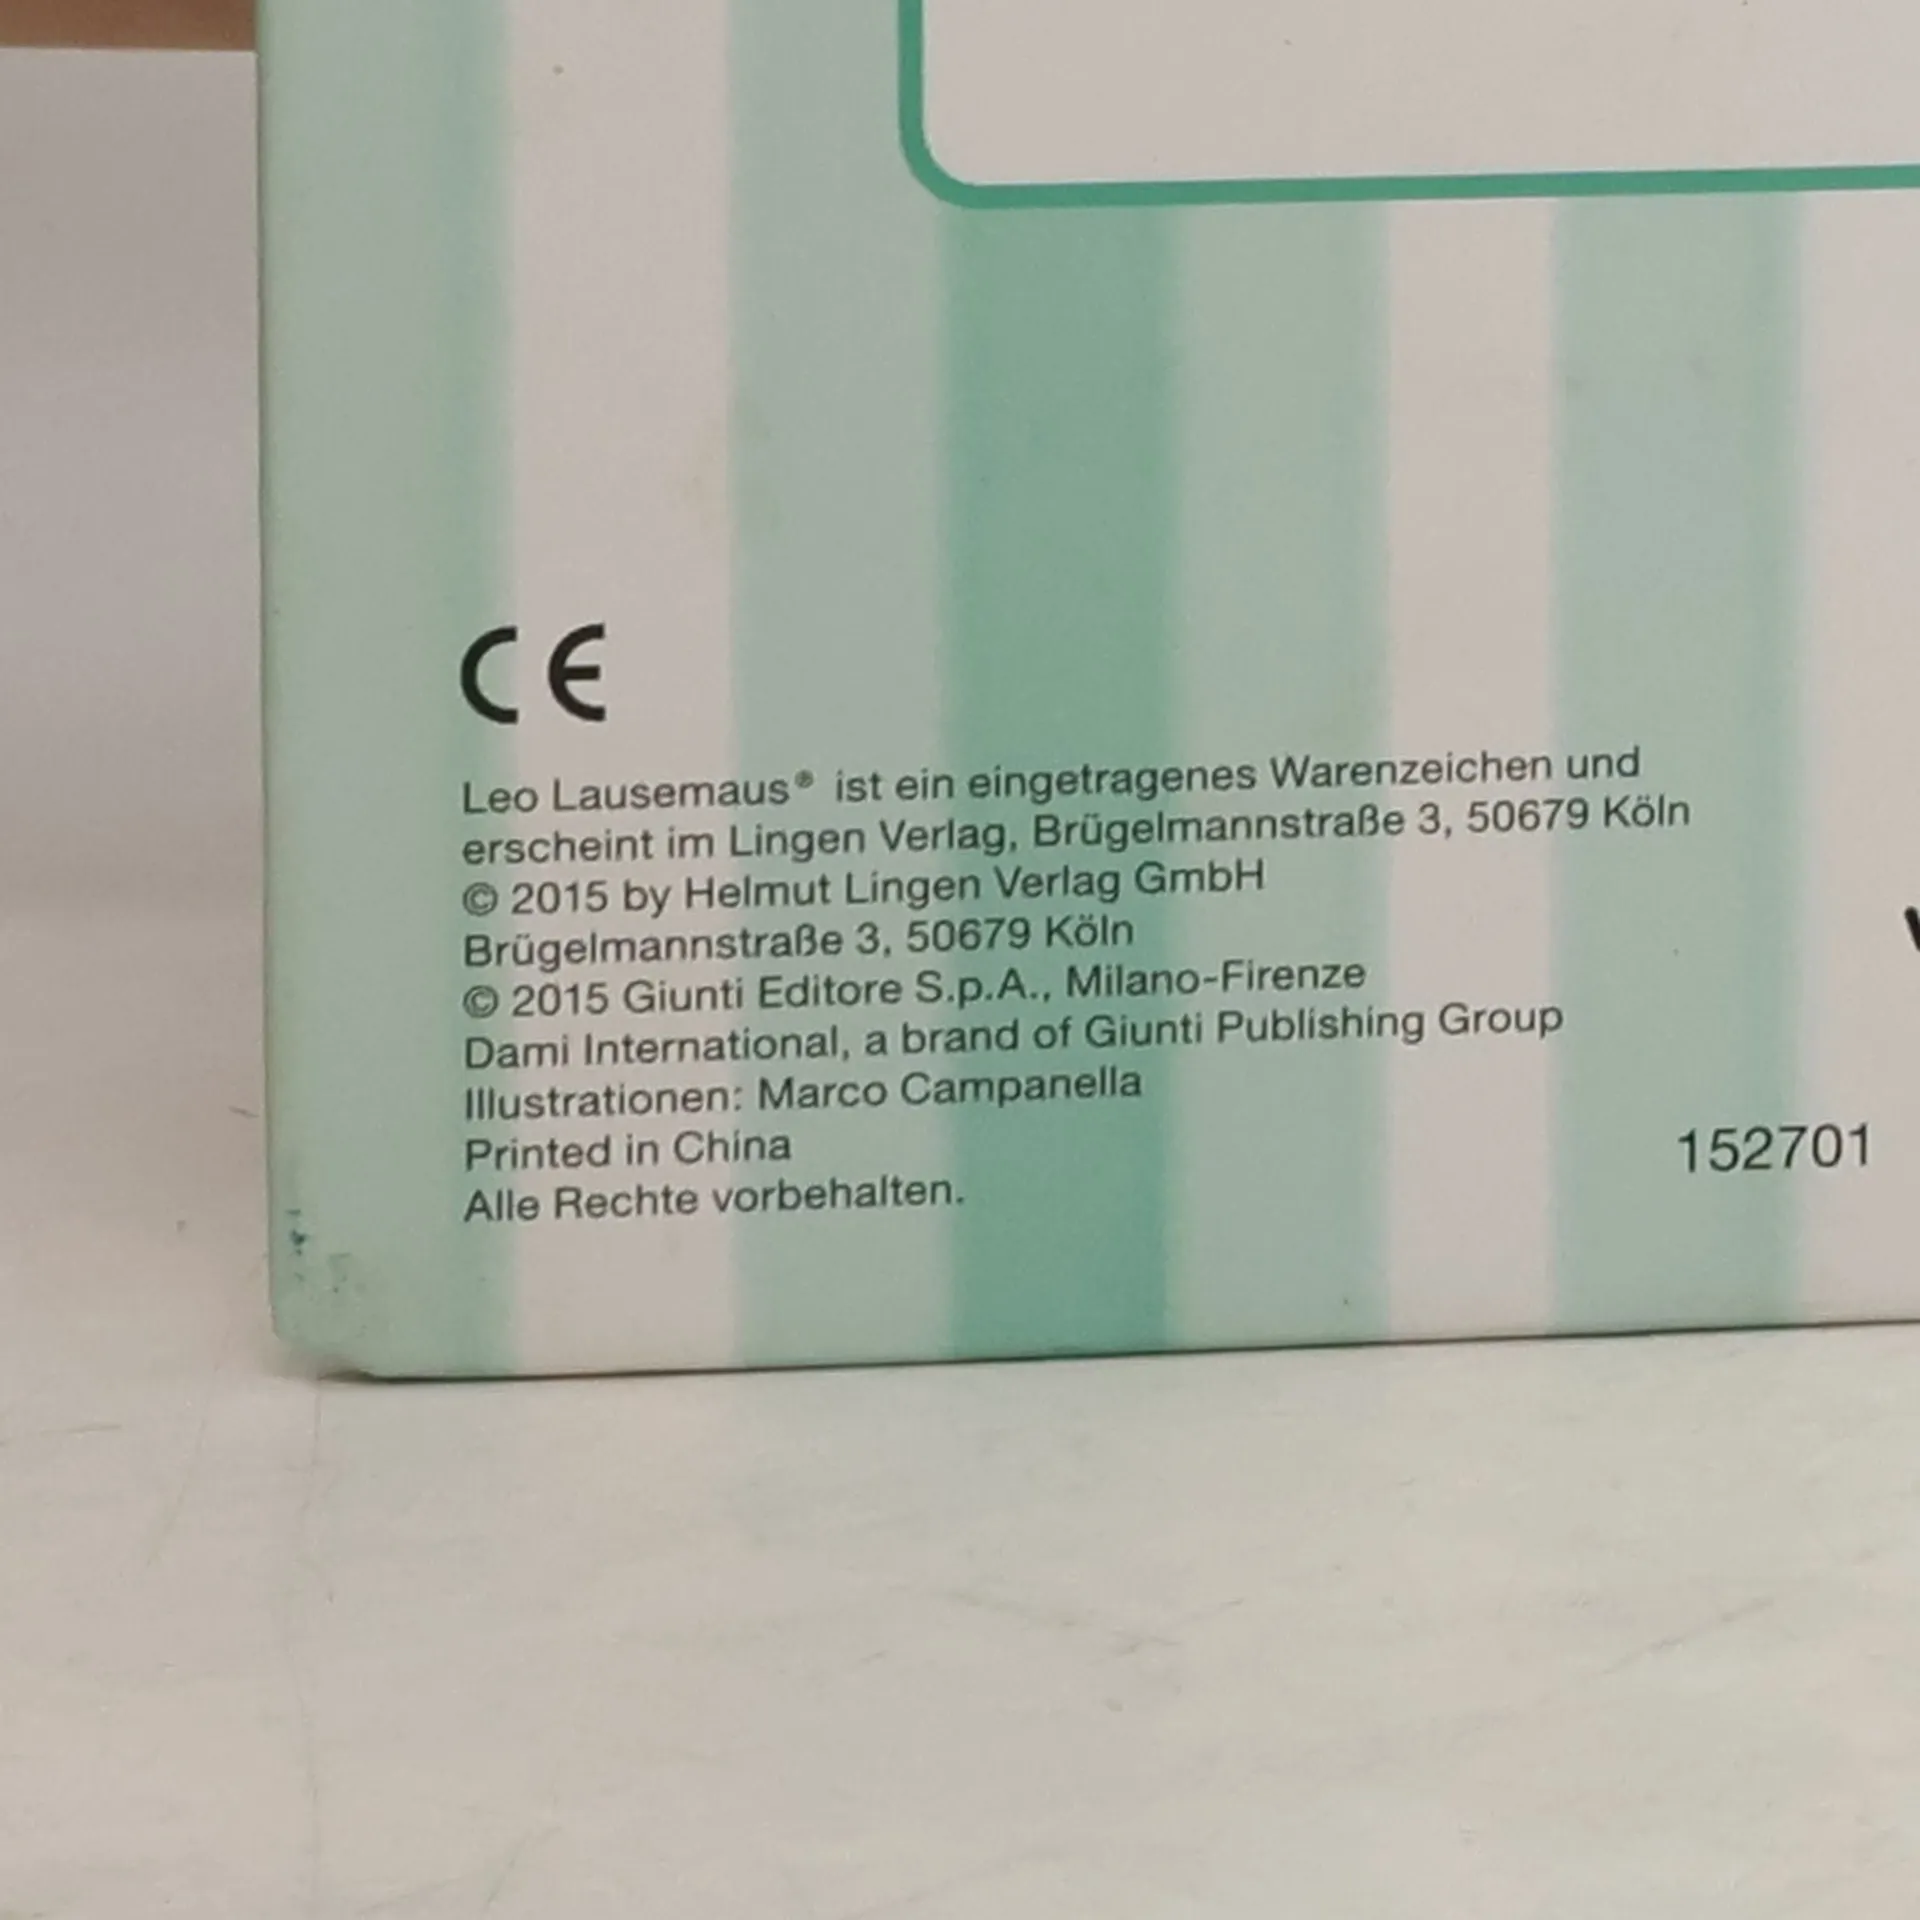 CE
Leo Lausemaus® ist ein eingetragenes Warenzeichen und
erscheint im Lingen Verlag, Brügelmannstraße 3, 50679 Köln
© 2015 by Helmut Lingen Verlag GmbH
Brügelmannstraße 3, 50679 Köln
© 2015 Giunti Editore S.p.A., Milano-Firenze
Dami International, a brand of Giunti Publishing Group
Illustrationen: Marco Campanella
Printed in China
Alle Rechte vorbehalten.
152701